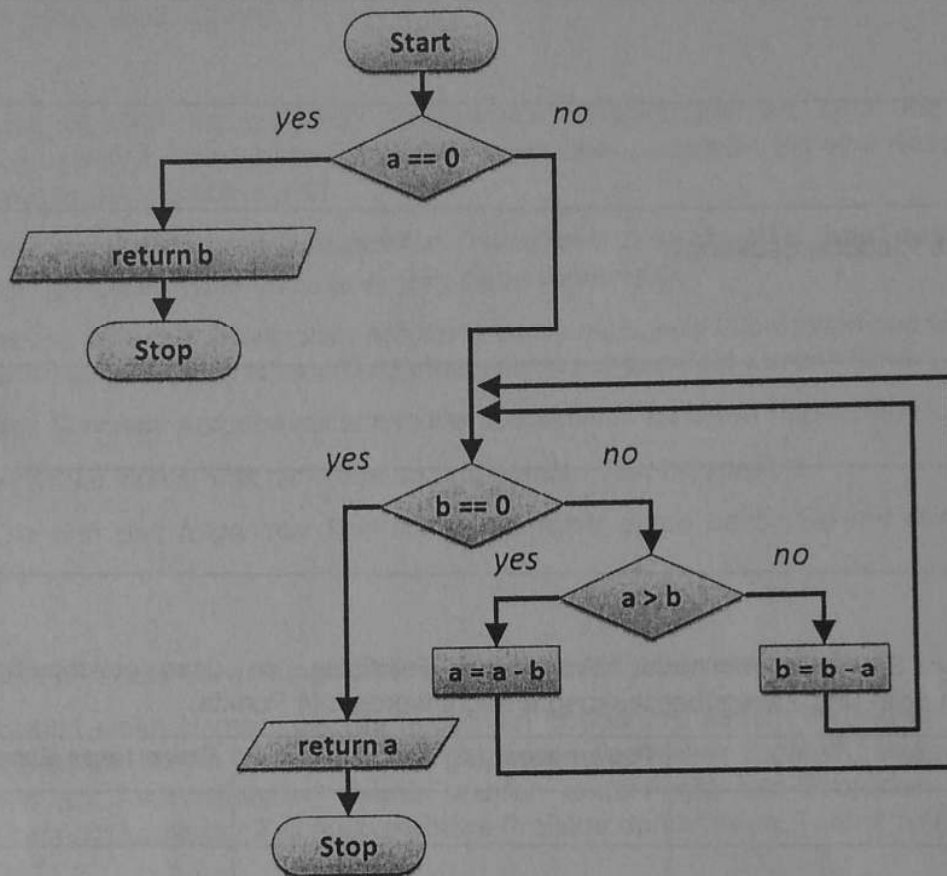 Start
yes
no
a == 0
return b
Stop
yes
no
b == 0
yes
no
a > b
a = a - b
b = b - a
return a
Stop